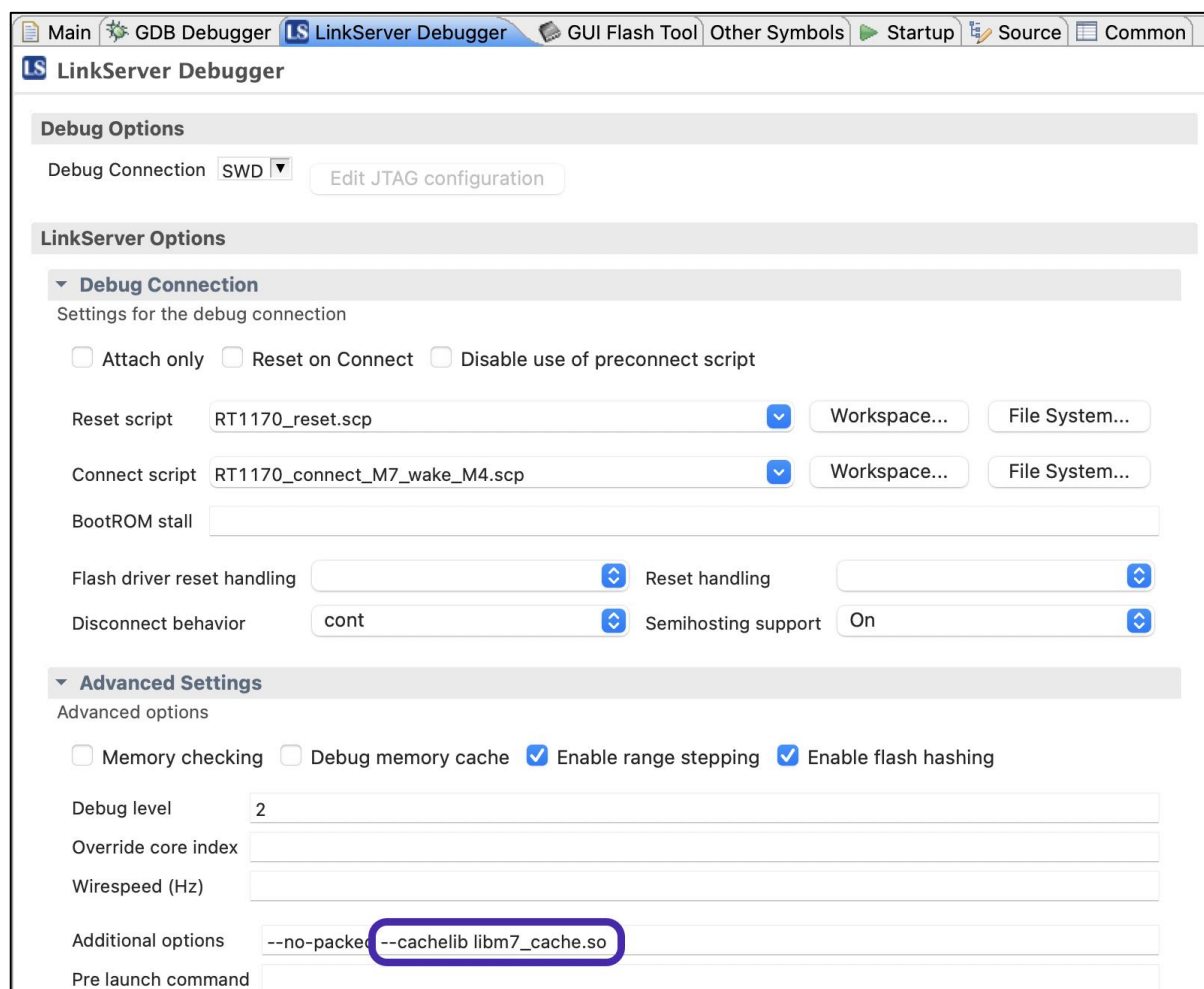 Main GDB Debugger LS LinkServer Debugger GUI Flash Tool Other Symbols Startup Source Common
LS LinkServer Debugger
Debug Options
Debug Connection SWD Edit JTAG configuration
LinkServer Options
Debug Connection
Settings for the debug connection
Attach only Reset on Connect Disable use of preconnect script
Reset script RT1170_reset.scp Workspace... File System...
Connect script RT1170_connect_M7_wake_M4.scp Workspace... File System...
BootROM stall
Flash driver reset handling Reset handling
Disconnect behavior cont Semihosting support On
Advanced Settings
Advanced options
Memory checking Debug memory cache Enable range stepping Enable flash hashing
Debug level 2
Override core index
Wirespeed (Hz)
Additional options --no-packed --cachelib libm7_cache.so
Pre launch command